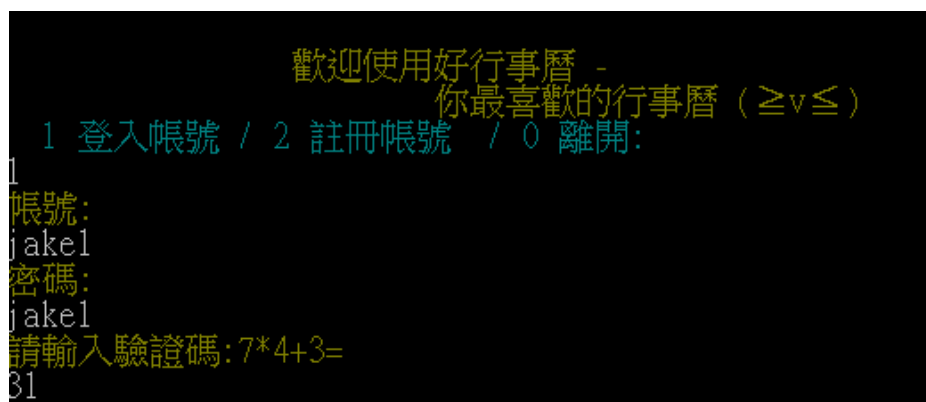 歡迎使用好行事曆 -
你最喜歡的行事曆 (≧v≦)
1 登入帳號 / 2 註冊帳號 / 0 離開:
1
帳號:
jakel
密碼:
jakel
請輸入驗證碼:7*4+3=
31